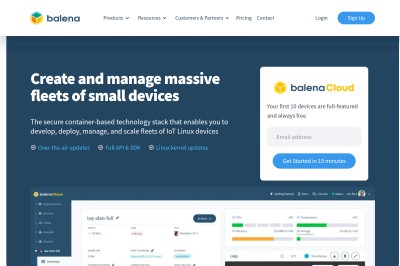 balena
Products
Resources
Customers & Partners
Pricing
Contact
Login
Sign Up
Create and manage massive
fleets of small devices
The secure container-based technology stack that enables you to
develop, deploy, manage, and scale fleets of IoT Linux devices
Over-the-air updates
Full API & SDK
Linux kernel updates
balenaCloud
Your first 10 devices are full-featured
and always free
Email address
Get Started in 15 minutes
balenaCloud
Summary
Logs